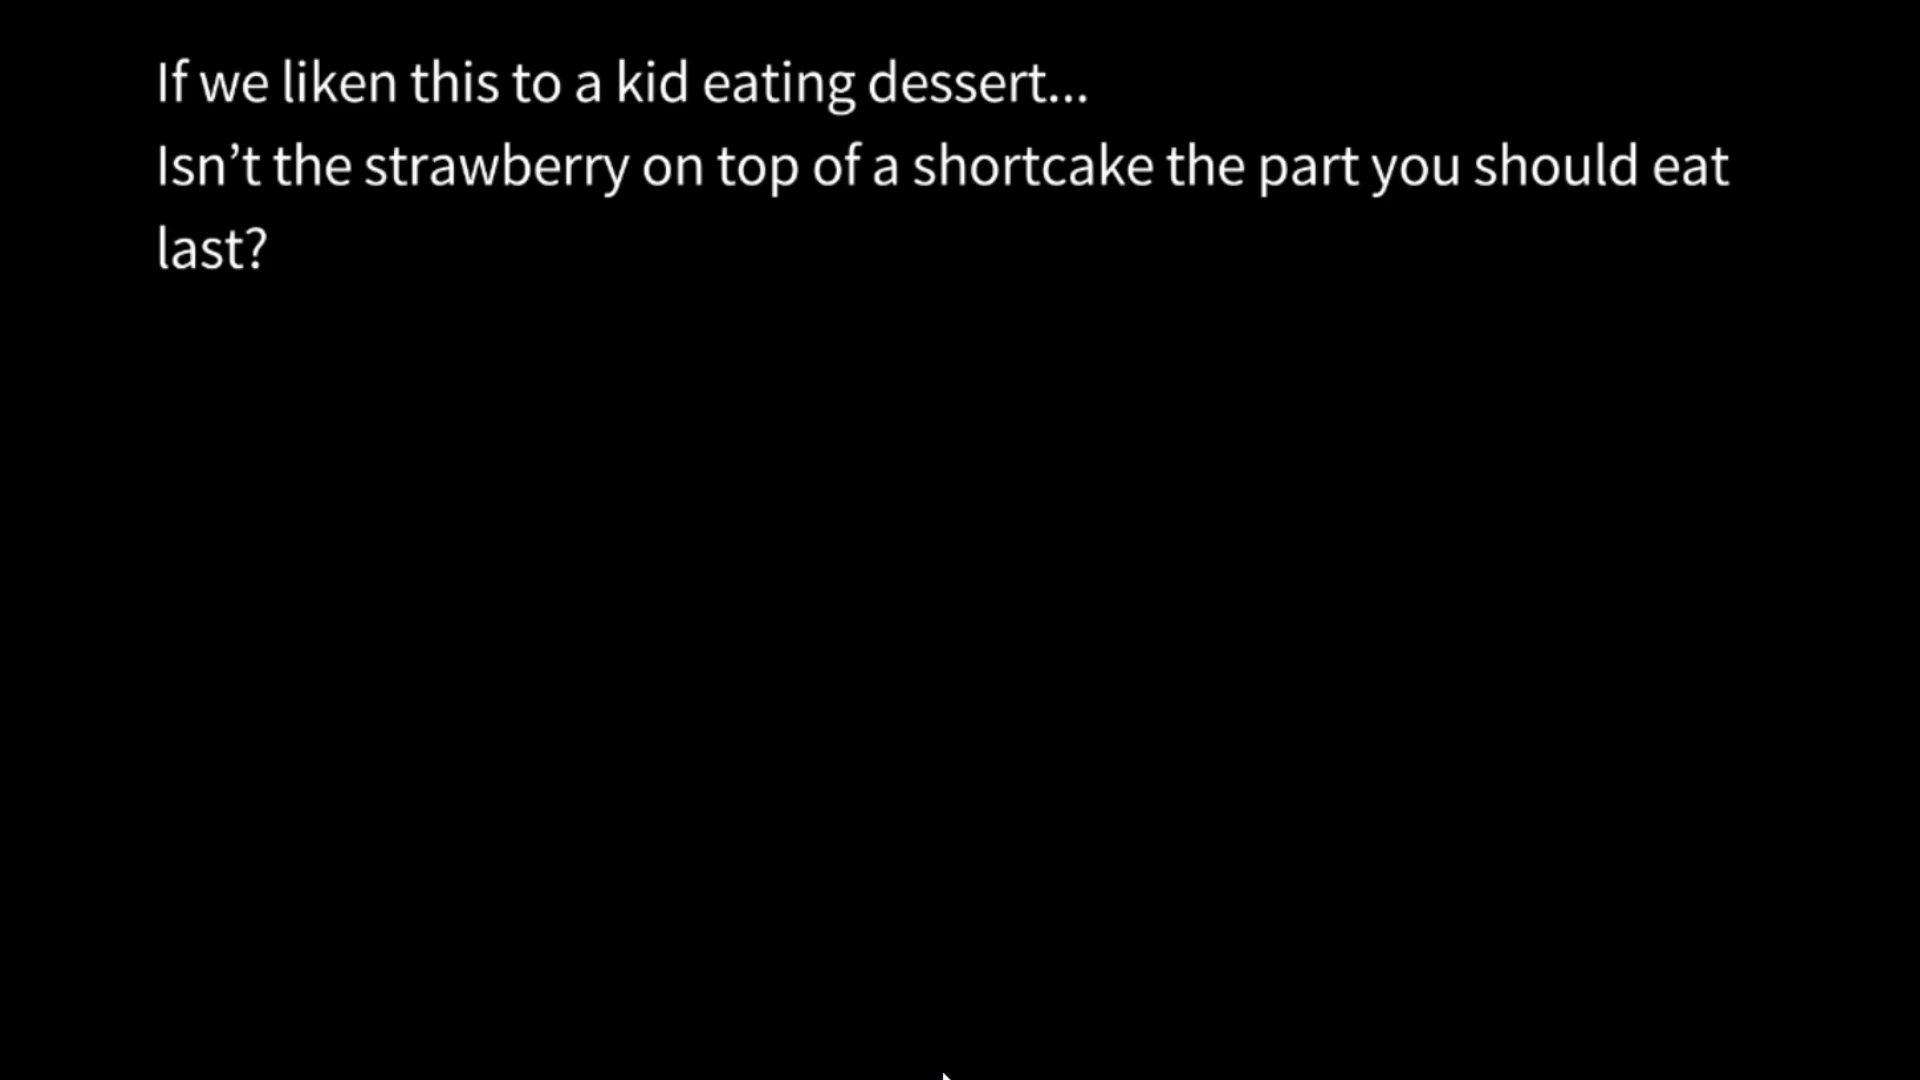 If we liken this to a kid eating dessert...
Isn’t the strawberry on top of a shortcake the part you should eat
last?